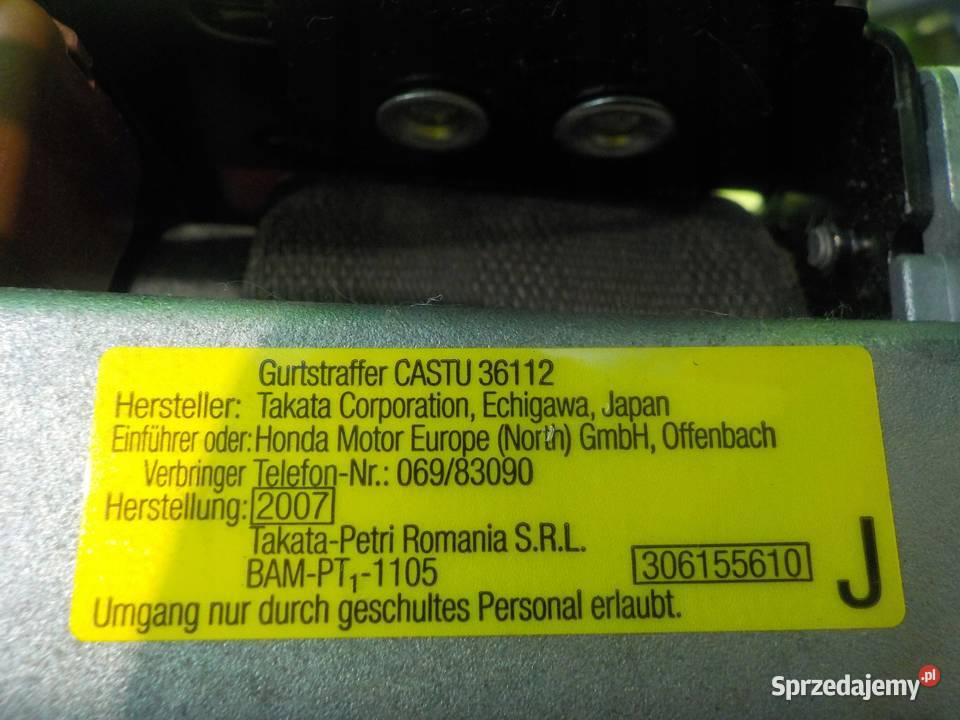 Gurtstraffer CASTU 36112
Hersteller: Takata Corporation, Echigawa, Japan
Einführer oder: Honda Motor Europe (North) GmbH, Offenbach
Verbringer Telefon-Nr.: 069/83090
Herstellung: 2007
Takata-Petri Romania S.R.L.
BAM-PT₁-1105 306155610 J
Umgang nur durch geschultes Personal erlaubt.
Sprzedajemy.pl